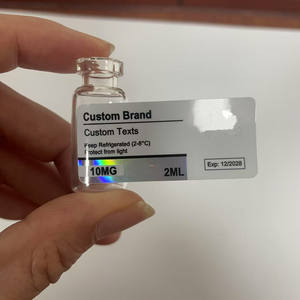 Custom Brand
Custom Texts
Keep Refrigerated (2-8°C)
Protect from light
10MG 2ML
Exp: 12/2028